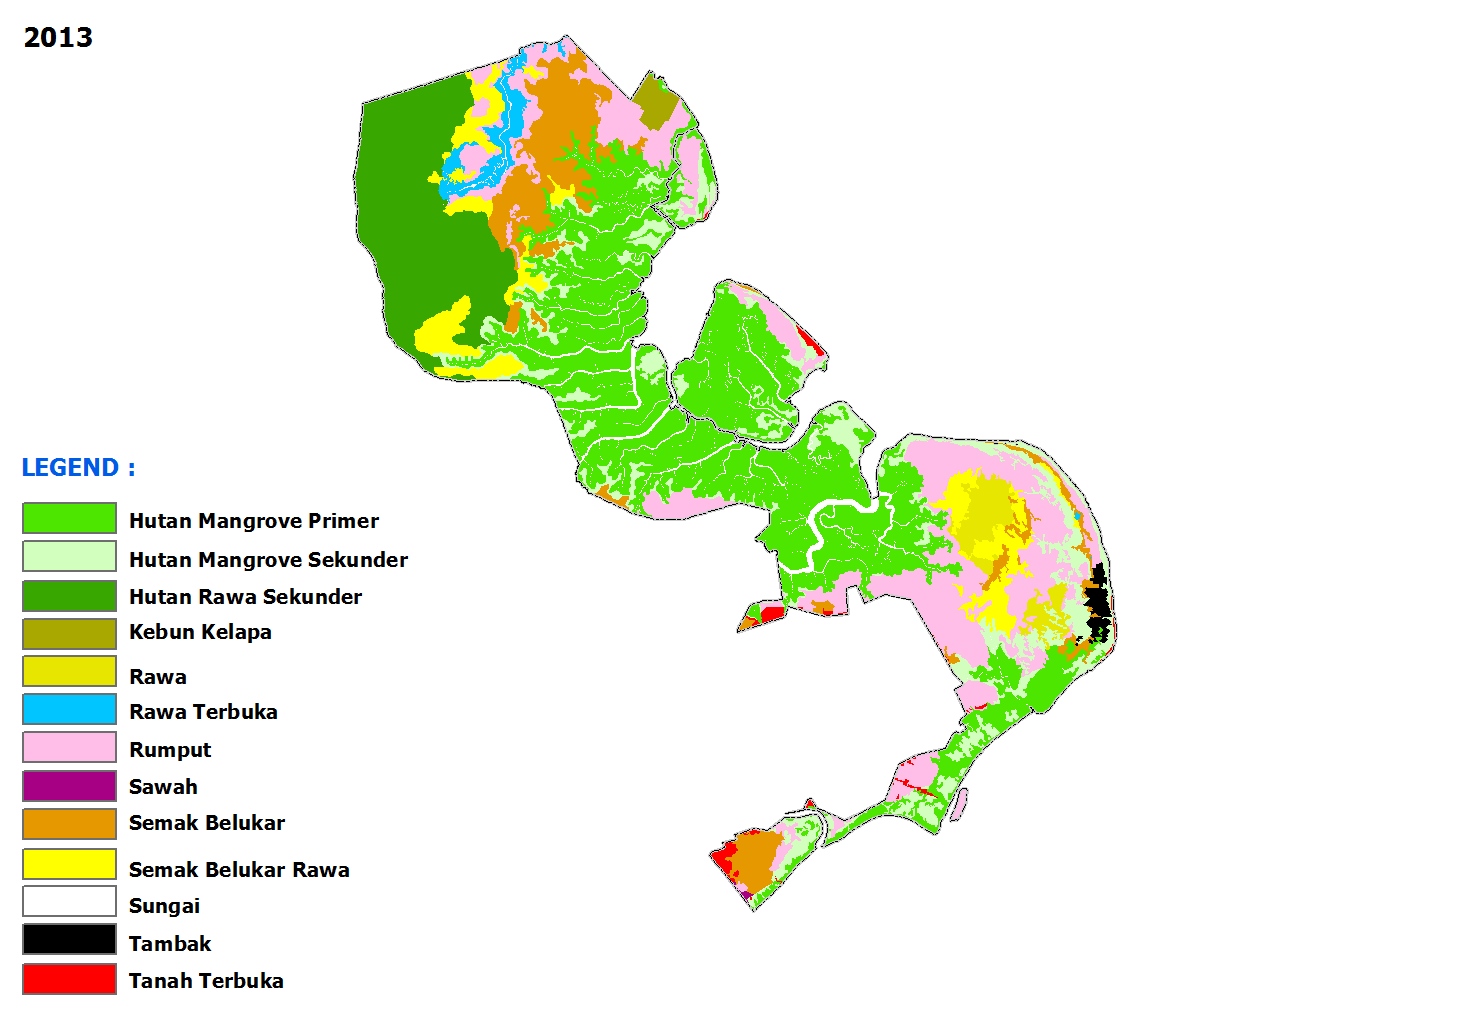 2013
LEGEND :
Hutan Mangrove Primer
Hutan Mangrove Sekunder
Hutan Rawa Sekunder
Kebun Kelapa
Rawa
Rawa Terbuka
Rumput
Sawah
Semak Belukar
Semak Belukar Rawa
Sungai
Tambak
Tanah Terbuka